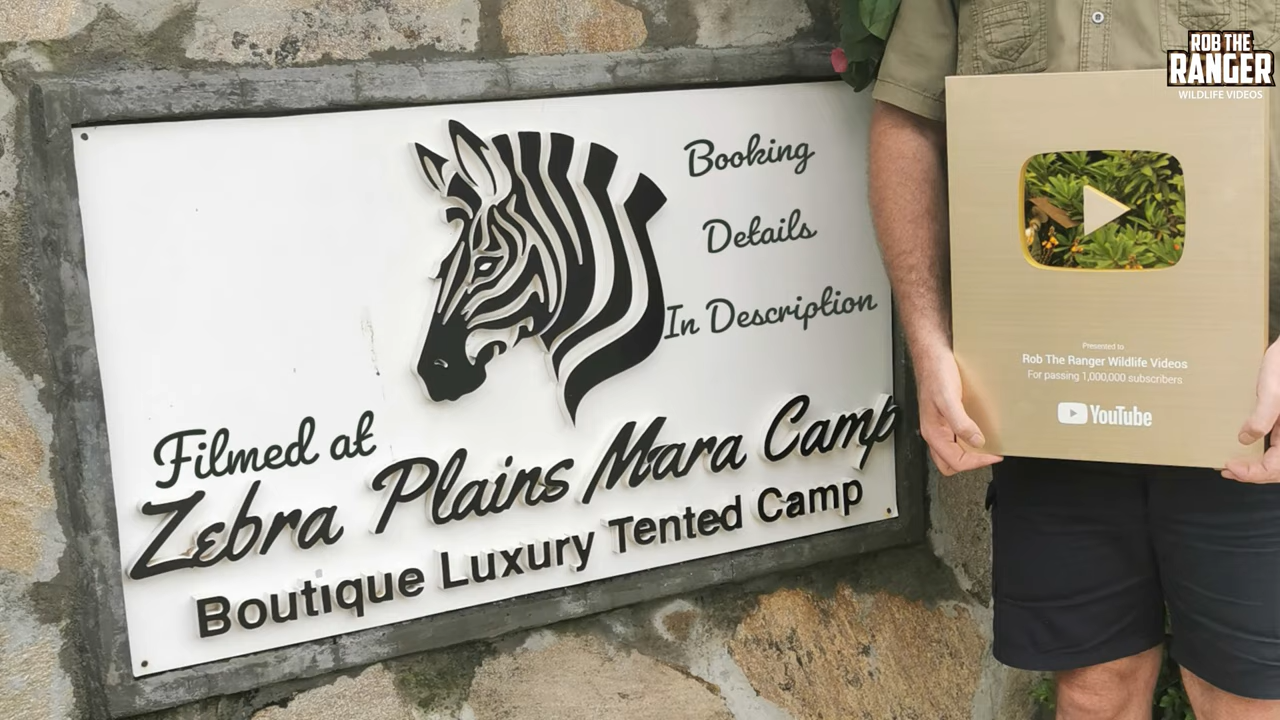 Booking
Details
In Description
Filmed at
Zebra Plains Mara Camp
Boutique Luxury Tented Camp
ROB THE
RANGER
WILDLIFE VIDEOS
Presented to
Rob The Ranger Wildlife Videos
For passing 1,000,000 subscribers
YouTube